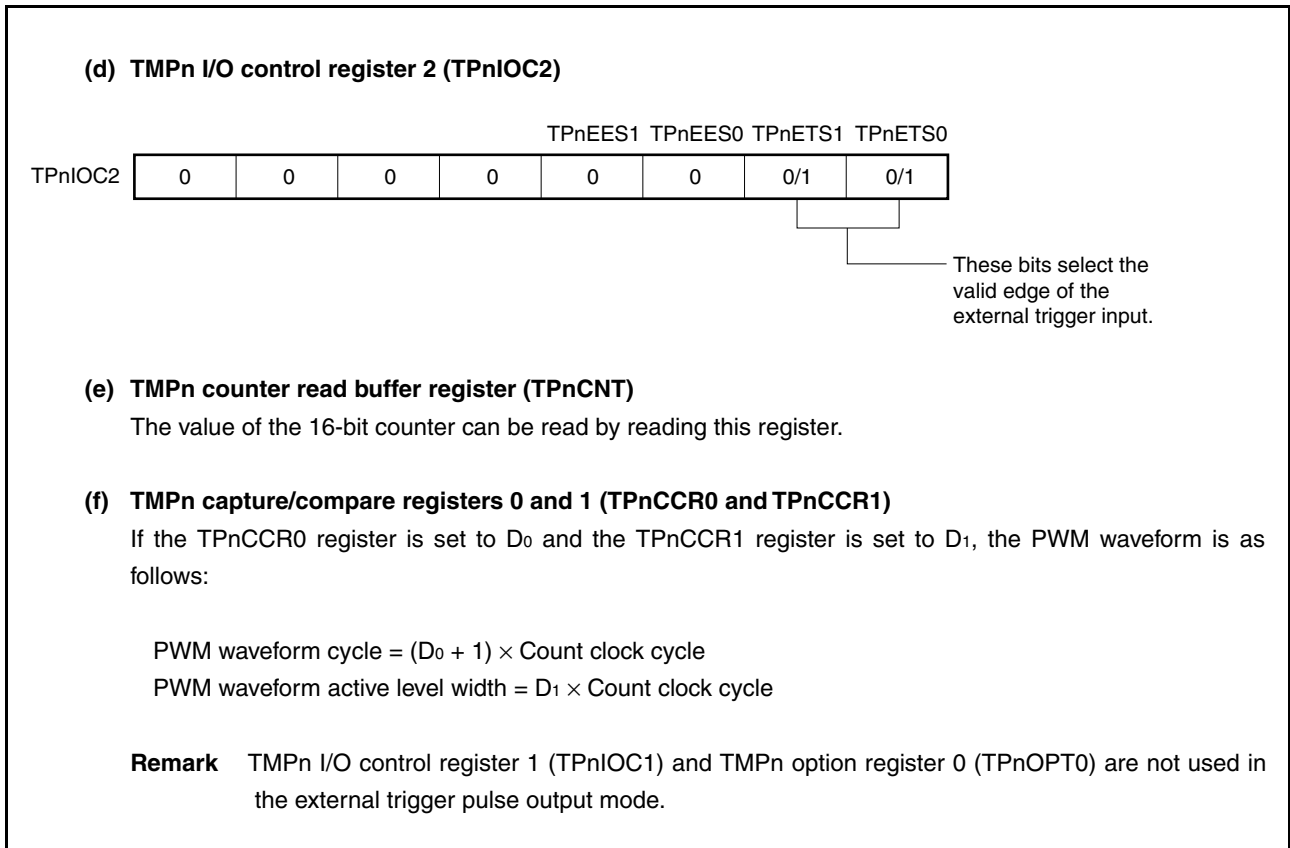 (d) TMPn I/O control register 2 (TPnIOC2)
TPnEES1 TPnEES0 TPnETS1 TPnETS0
TPnIOC2 0 0 0 0 0 0 0/1 0/1
These bits select the
valid edge of the
external trigger input.
(e) TMPn counter read buffer register (TPnCNT)
The value of the 16-bit counter can be read by reading this register.
(f) TMPn capture/compare registers 0 and 1 (TPnCCR0 and TPnCCR1)
If the TPnCCR0 register is set to D0 and the TPnCCR1 register is set to D1, the PWM waveform is as
follows:
PWM waveform cycle = (D0 + 1) × Count clock cycle
PWM waveform active level width = D1 × Count clock cycle
Remark TMPn I/O control register 1 (TPnIOC1) and TMPn option register 0 (TPnOPT0) are not used in
the external trigger pulse output mode.